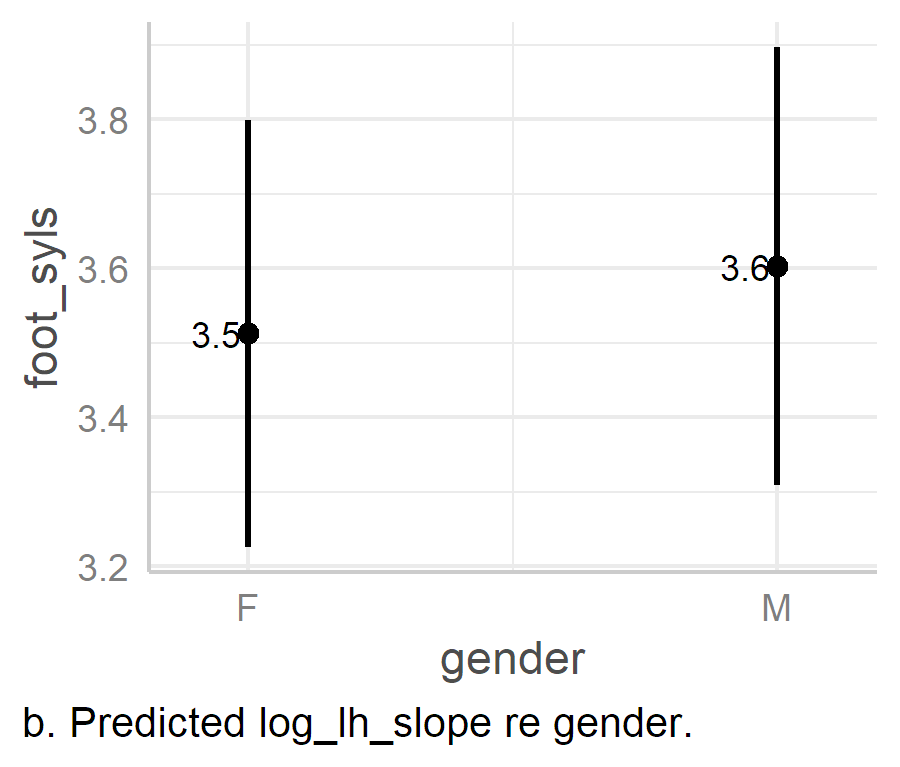 foot_syls
3.8
3.6
3.4
3.2
3.5
3.6
F
M
gender
b. Predicted log_lh_slope re gender.